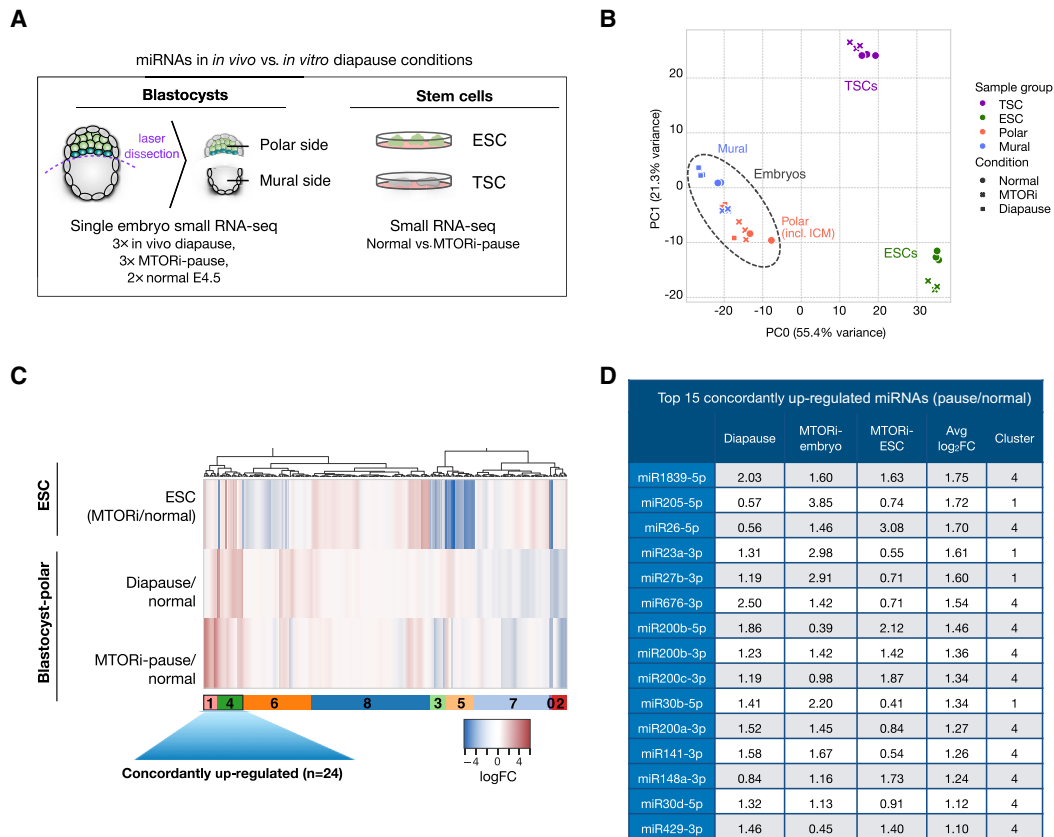 A
miRNAs in in vivo vs. in vitro diapause conditions
Blastocysts
laser
dissection
Polar side
Mural side
Single embryo small RNA-seq
3× in vivo diapause,
3× MTORi-pause,
2× normal E4.5
Stem cells
ESC
TSC
Small RNA-seq
Normal vs MTORi-pause
B
PC1 (21.3% variance)
20
10
0
-10
-20
-20 -10 0 10 20 30
PC0 (55.4% variance)
TSCs
Mural
Embryos
Polar
(incl. ICM)
ESCs
Sample group
TSC
ESC
Polar
Mural
Condition
Normal
MTORi
Diapause
C
ESC
ESC
(MTORi/normal)
Blastocyst-polar
Diapause/
normal
MTORi-pause/
normal
1 4 6 8 3 5 7 0 2
Concordantly up-regulated (n=24)
−4 0 4
logFC
D
Top 15 concordantly up-regulated miRNAs (pause/normal)
Diapause MTORi-embryo MTORi-ESC Avg log₂FC Cluster
miR1839-5p 2.03 1.60 1.63 1.75 4
miR205-5p 0.57 3.85 0.74 1.72 1
miR26-5p 0.56 1.46 3.08 1.70 4
miR23a-3p 1.31 2.98 0.55 1.61 1
miR27b-3p 1.19 2.91 0.71 1.60 1
miR676-3p 2.50 1.42 0.71 1.54 4
miR200b-5p 1.86 0.39 2.12 1.46 4
miR200b-3p 1.23 1.42 1.42 1.36 4
miR200c-3p 1.19 0.98 1.87 1.34 4
miR30b-5p 1.41 2.20 0.41 1.34 1
miR200a-3p 1.52 1.45 0.84 1.27 4
miR141-3p 1.58 1.67 0.54 1.26 4
miR148a-3p 0.84 1.16 1.73 1.24 4
miR30d-5p 1.32 1.13 0.91 1.12 4
miR429-3p 1.46 0.45 1.40 1.10 4